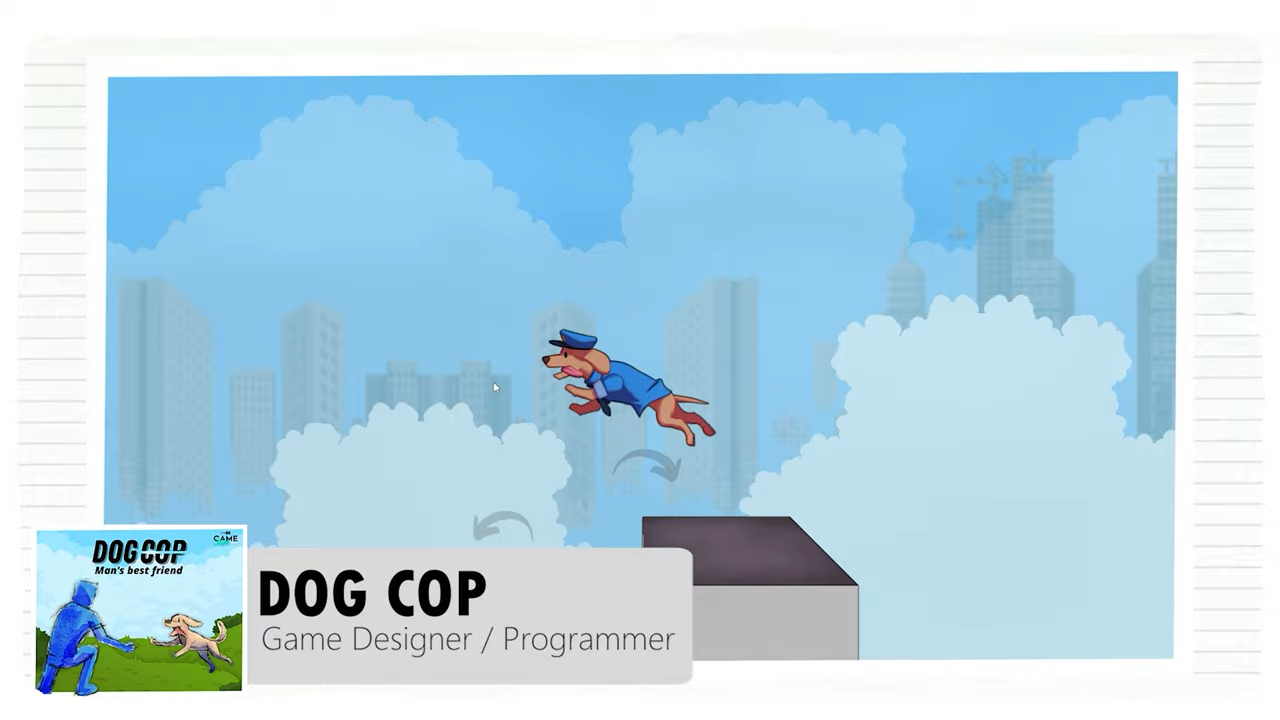 DOG COP
Man's best friend
GAME
DOG COP
Game Designer / Programmer